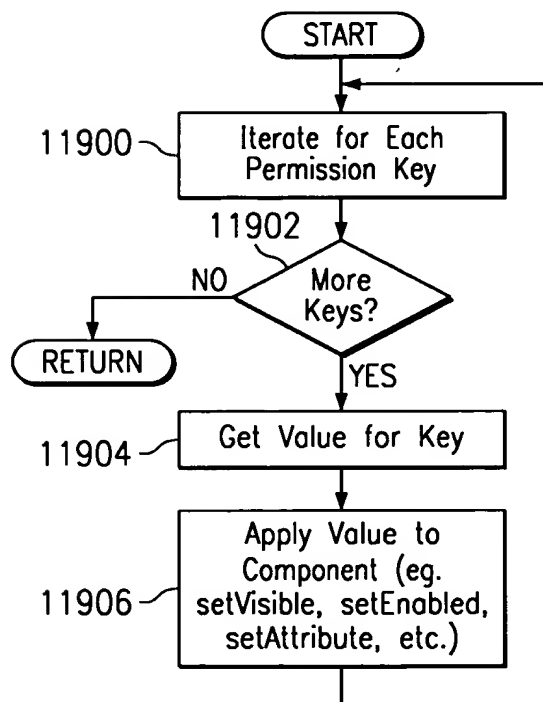 START
11900
Iterate for Each
Permission Key
11902
More
Keys?
NO
RETURN
YES
11904
Get Value for Key
11906
Apply Value to
Component (eg.
setVisible, setEnabled,
setAttribute, etc.)